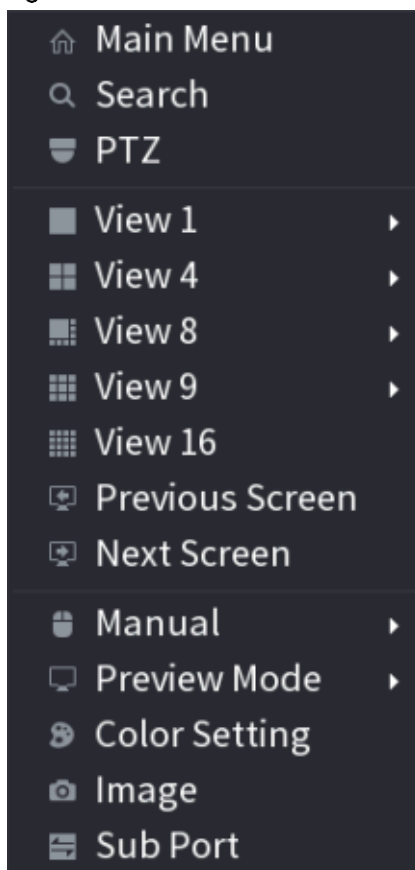 Main Menu
Search
PTZ
View 1
View 4
View 8
View 9
View 16
Previous Screen
Next Screen
Manual
Preview Mode
Color Setting
Image
Sub Port